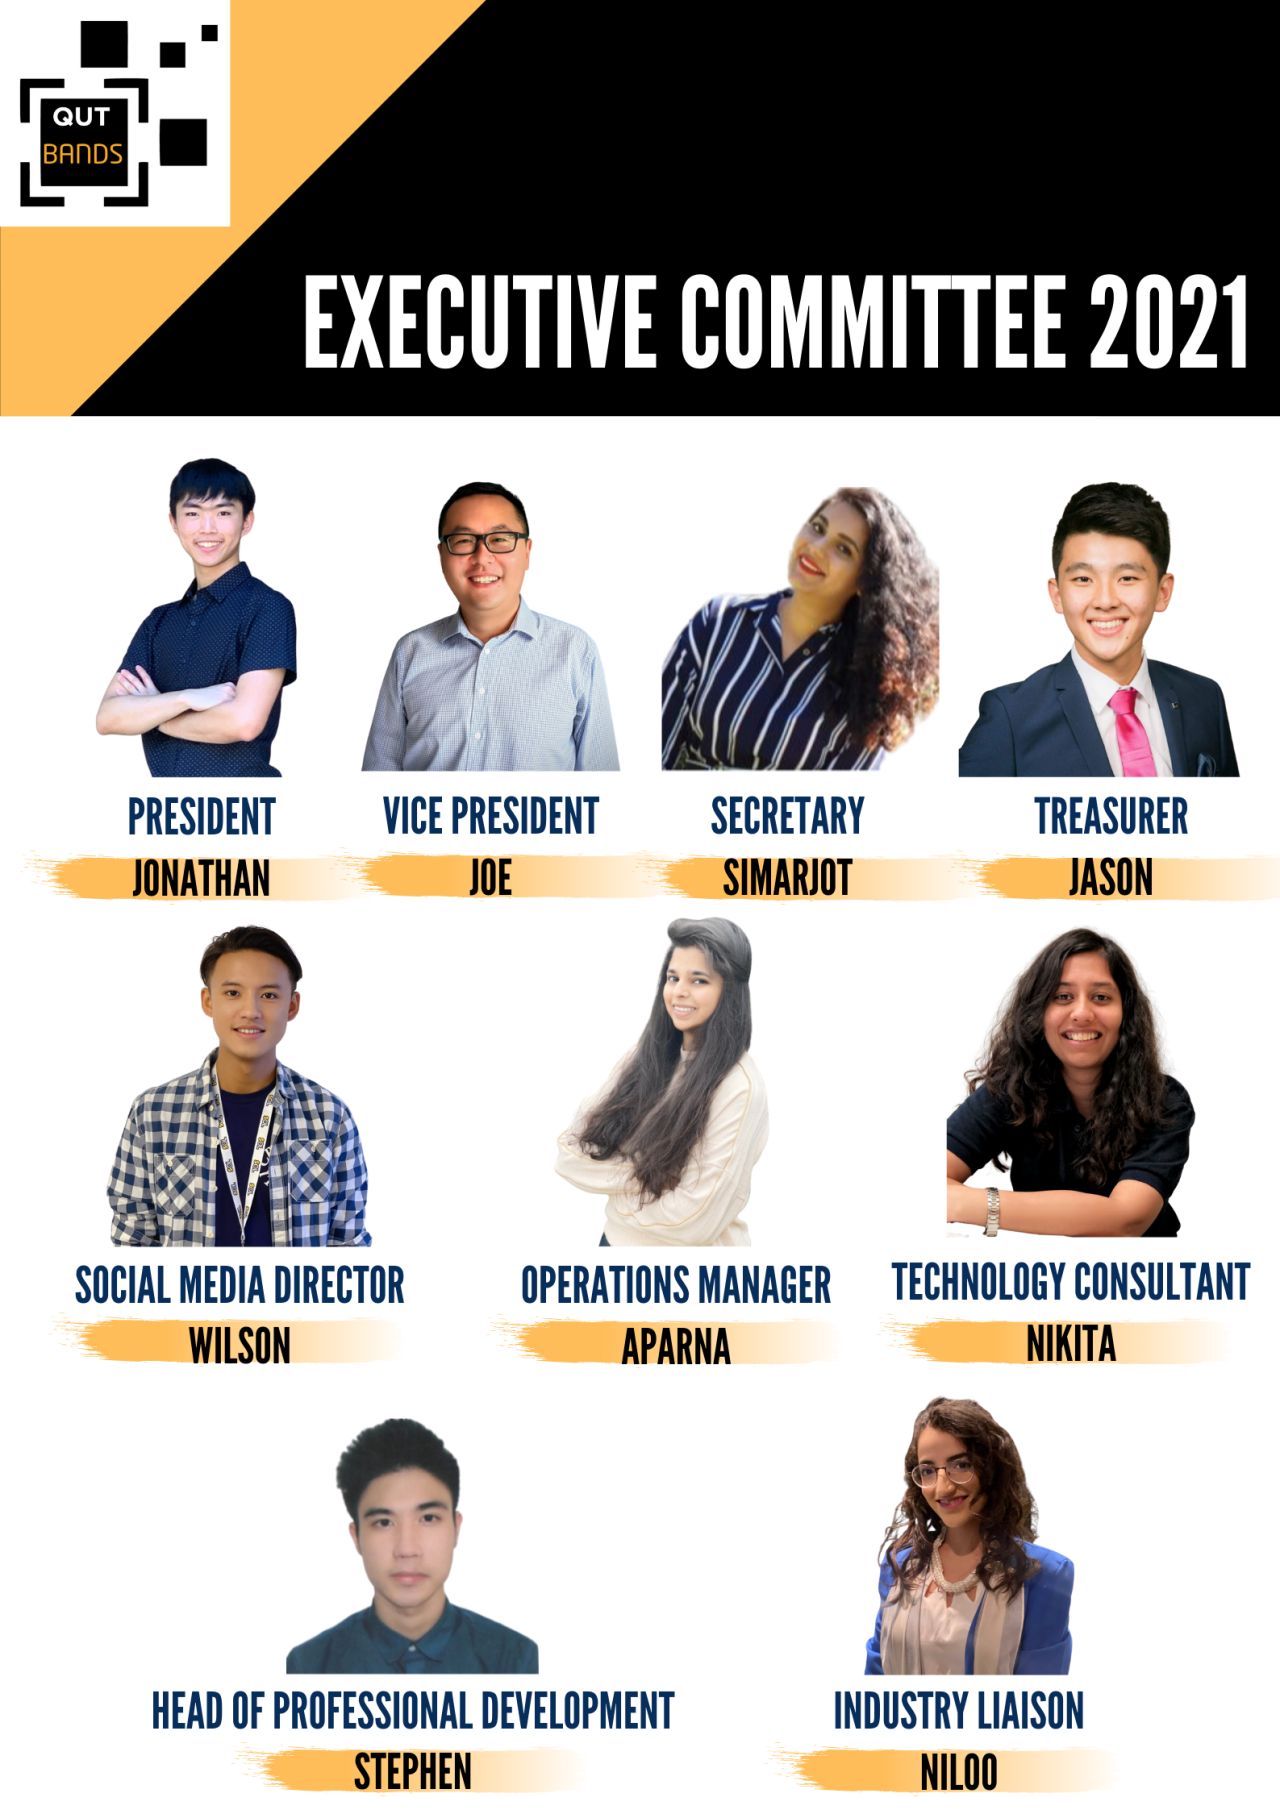 QUT
BANDS
EXECUTIVE COMMITTEE 2021
PRESIDENT
JONATHAN
VICE PRESIDENT
JOE
SECRETARY
SIMARJOT
TREASURER
JASON
SOCIAL MEDIA DIRECTOR
WILSON
OPERATIONS MANAGER
APARNA
TECHNOLOGY CONSULTANT
NIKITA
HEAD OF PROFESSIONAL DEVELOPMENT
STEPHEN
INDUSTRY LIAISON
NILOO